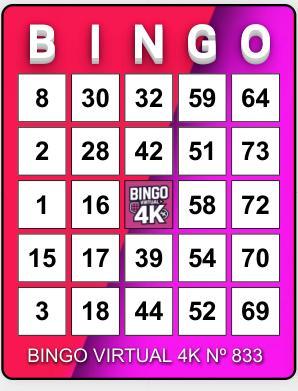 B I N G O
8 30 32 59 64
2 28 42 51 73
1 16 BINGO VIRTUAL 4K 58 72
15 17 39 54 70
3 18 44 52 69
BINGO VIRTUAL 4K Nº 833